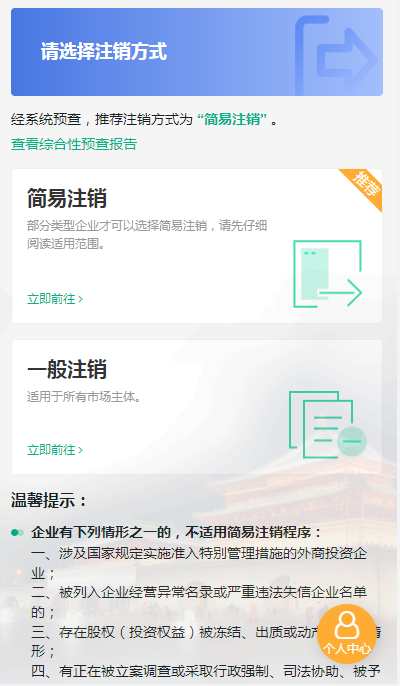 请选择注销方式
经系统预查，推荐注销方式为 “简易注销” 。
查看综合性预查报告
推荐
简易注销
部分类型企业才可以选择简易注销，请先仔细
阅读适用范围。
立即前往 >
一般注销
适用于所有市场主体。
立即前往 >
温馨提示：
企业有下列情形之一的，不适用简易注销程序：
一、涉及国家规定实施准入特别管理措施的外商投资企
业；
二、被列入企业经营异常名录或严重违法失信企业名单
的；
三、存在股权（投资权益）被冻结、出质或动产 情
形；
四、有正在被立案调查或采取行政强制、司法协助、被予
个人中心